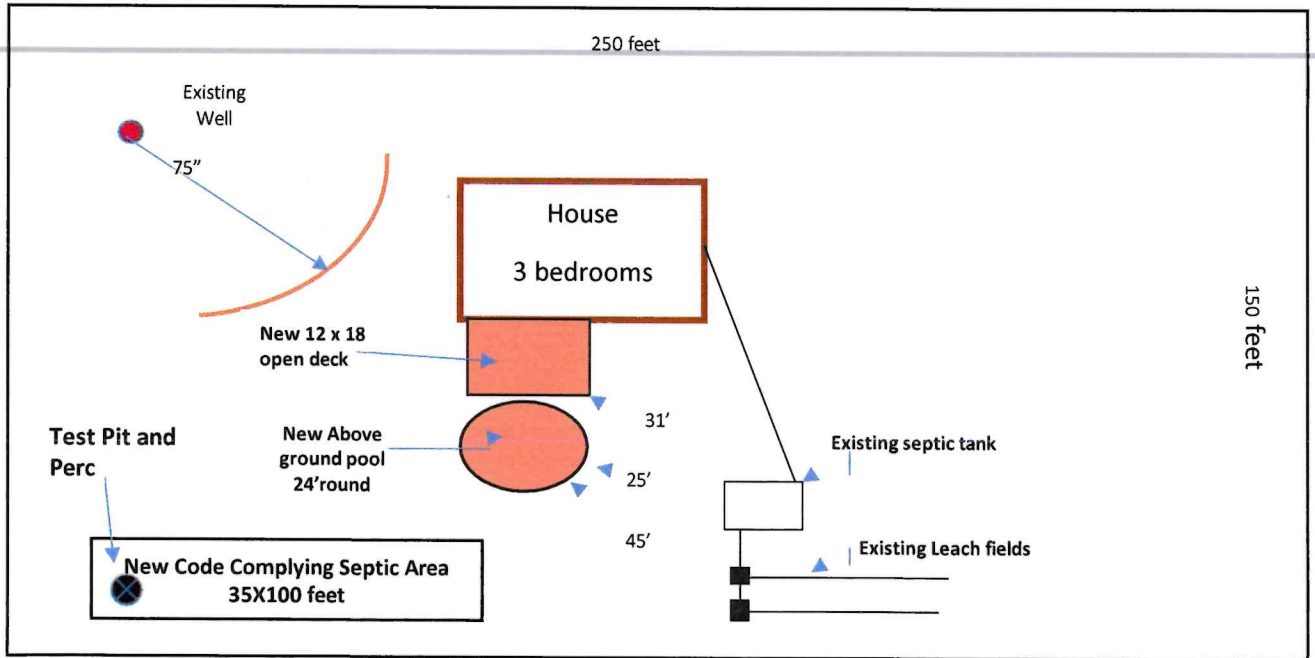 250 feet
Existing
Well
75”
House
3 bedrooms
150 feet
New 12 x 18
open deck
31’
Test Pit and
Perc
New Above
ground pool
24’round
Existing septic tank
25’
45’
New Code Complying Septic Area
35X100 feet
Existing Leach fields